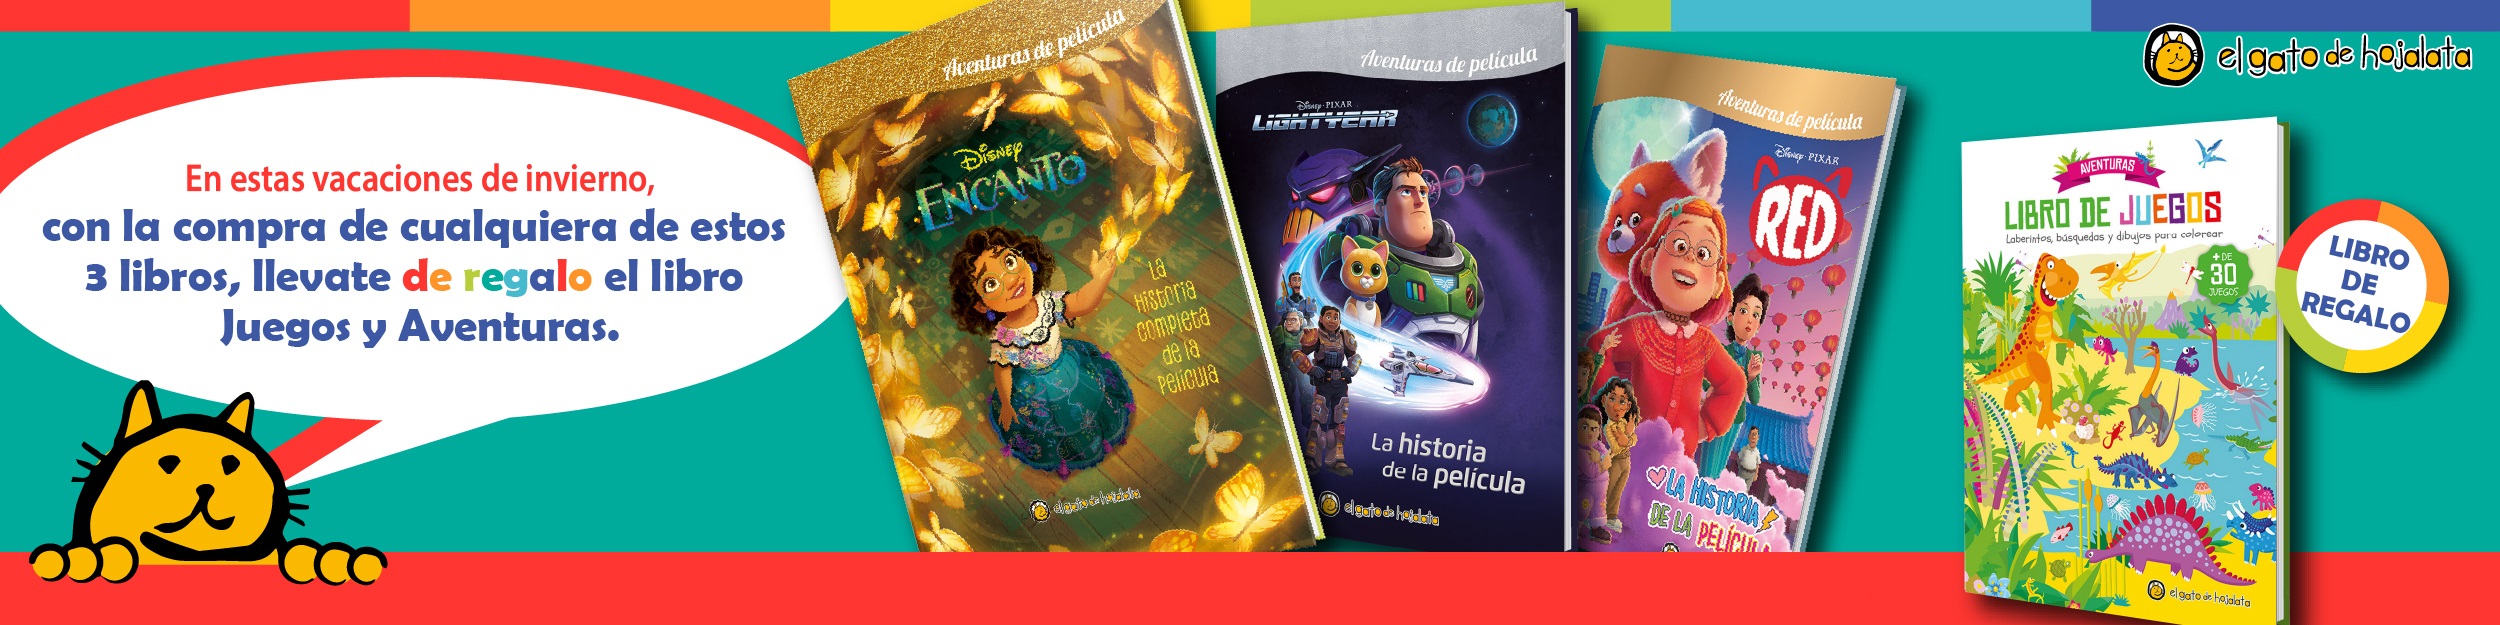 En estas vacaciones de invierno,
con la compra de cualquiera de estos
3 libros, llevate de regalo el libro
Juegos y Aventuras.
Aventuras de película
Disney
ENCANTO
La
Historia
completa
de la
película
el gato de hojalata
Aventuras de película
Disney · PIXAR
LIGHTYEAR
La historia
de la película
el gato de hojalata
Aventuras de película
Disney · PIXAR
RED
LA HISTORIA
DE LA PELÍCULA
el gato de hojalata
AVENTURAS
LIBRO DE JUEGOS
Laberintos, búsquedas y dibujos para colorear
+ DE
30
JUEGOS
el gato de hojalata
LIBRO
DE
REGALO